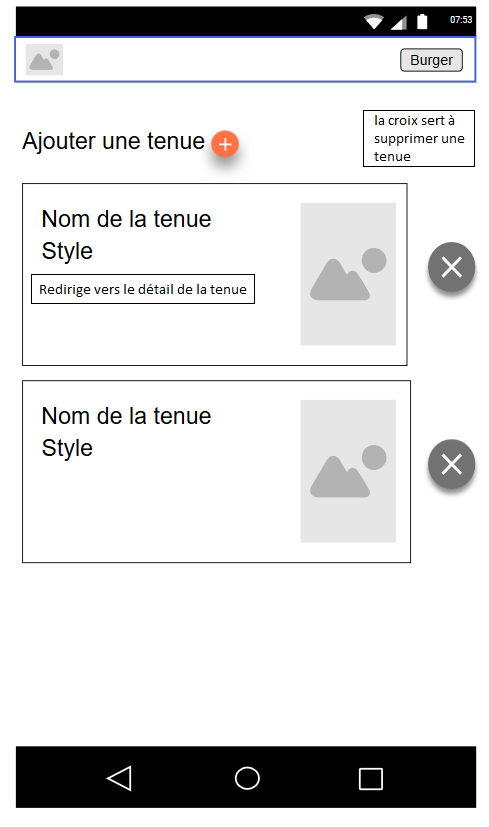 07:53
Burger
Ajouter une tenue
la croix sert à
supprimer une
tenue
Nom de la tenue
Style
Redirige vers le détail de la tenue
Nom de la tenue
Style